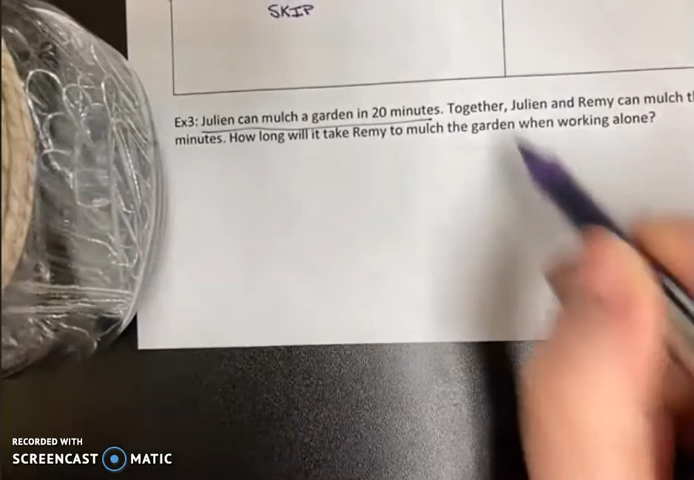 SKIP
Ex3: Julien can mulch a garden in 20 minutes. Together, Julien and Remy can mulch
minutes. How long will it take Remy to mulch the garden when working alone?
RECORDED WITH
SCREENCAST MATIC